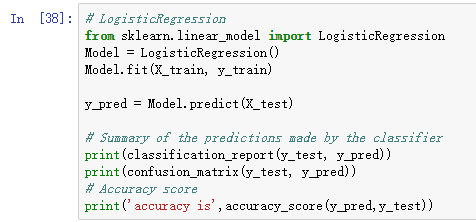 In [38]:
# LogisticRegression
from sklearn.linear_model import LogisticRegression
Model = LogisticRegression()
Model.fit(X_train, y_train)

y_pred = Model.predict(X_test)

# Summary of the predictions made by the classifier
print(classification_report(y_test, y_pred))
print(confusion_matrix(y_test, y_pred))
# Accuracy score
print('accuracy is',accuracy_score(y_pred,y_test))